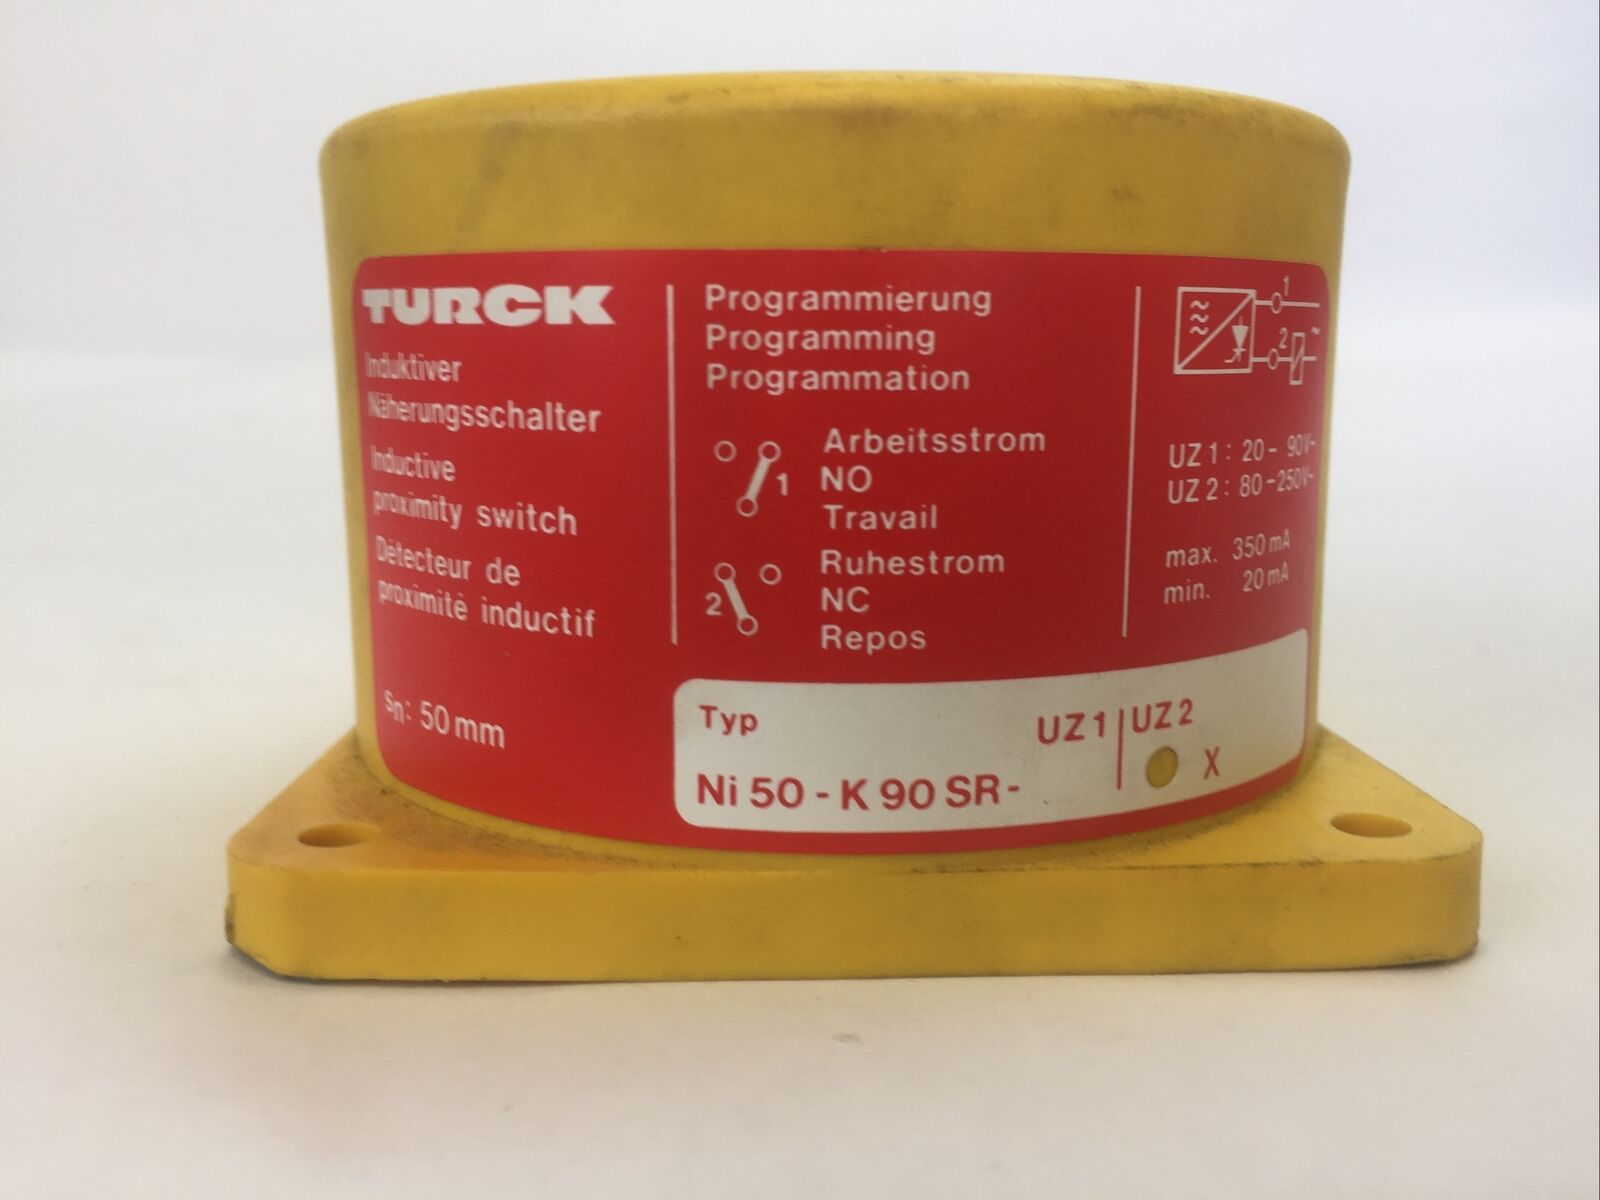 TURCK
Induktiver
Näherungsschalter
Inductive
proximity switch
Détecteur de
proximité inductif
sn: 50 mm
Programmierung
Programming
Programmation
1
Arbeitsstrom
NO
Travail
2
Ruhestrom
NC
Repos
1
2
~
UZ 1: 20 - 90V~
UZ 2: 80 - 250V~
max. 350 mA
min. 20 mA
Typ
UZ 1 | UZ 2
X
Ni 50 - K 90 SR -